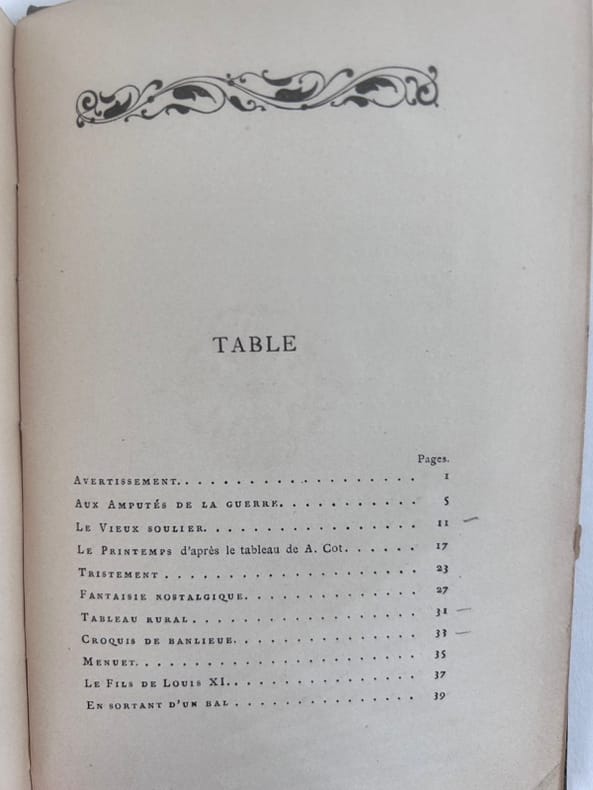 TABLE
Pages.
AVERTISSEMENT. . . . . . . . . . . . . . . . . . . 1
AUX AMPUTÉS DE LA GUERRE. . . . . . . . . . . 5
LE VIEUX SOULIER. . . . . . . . . . . . . . . . . 11
LE PRINTEMPS d'après le tableau de A. Cot. . . . . . 17
TRISTEMENT . . . . . . . . . . . . . . . . . . . . 23
FANTAISIE NOSTALGIQUE. . . . . . . . . . . . . . 27
TABLEAU RURAL . . . . . . . . . . . . . . . . . . 31
CROQUIS DE BANLIEUE. . . . . . . . . . . . . . . 33
MENUET. . . . . . . . . . . . . . . . . . . . . . 35
LE FILS DE LOUIS XI. . . . . . . . . . . . . . . . 37
EN SORTANT D'UN BAL . . . . . . . . . . . . . . . 39